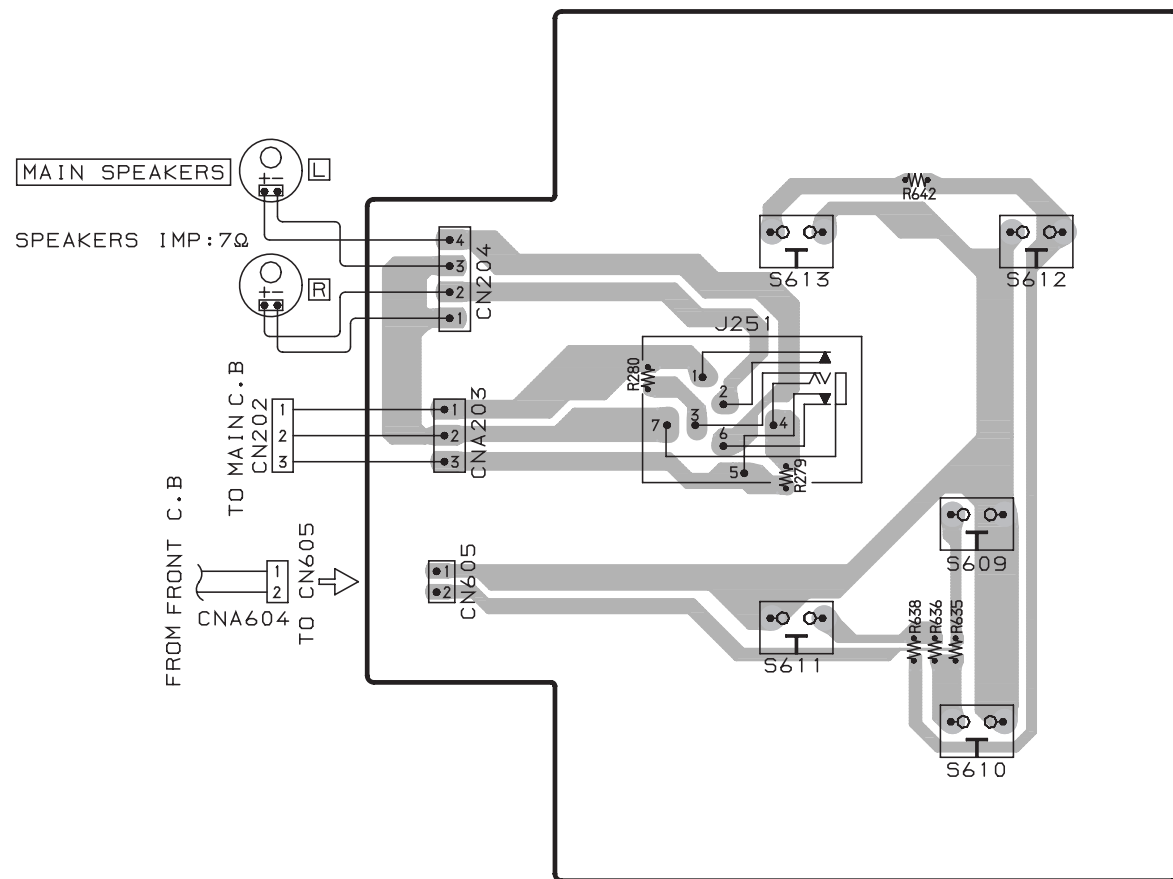 MAIN SPEAKERS
L
+-
SPEAKERS IMP:7Ω
R
+-
4
3
2
1
CN204
R642
S613
S612
J251
R280
1
2
3
4
5
6
7
R279
TO MAIN C.B
CN202
1
2
3
1
2
3
CNA203
FROM FRONT C.B
1
2
CNA604
TO CN605
1
2
CN605
S609
S611
R638
R636
R635
S610